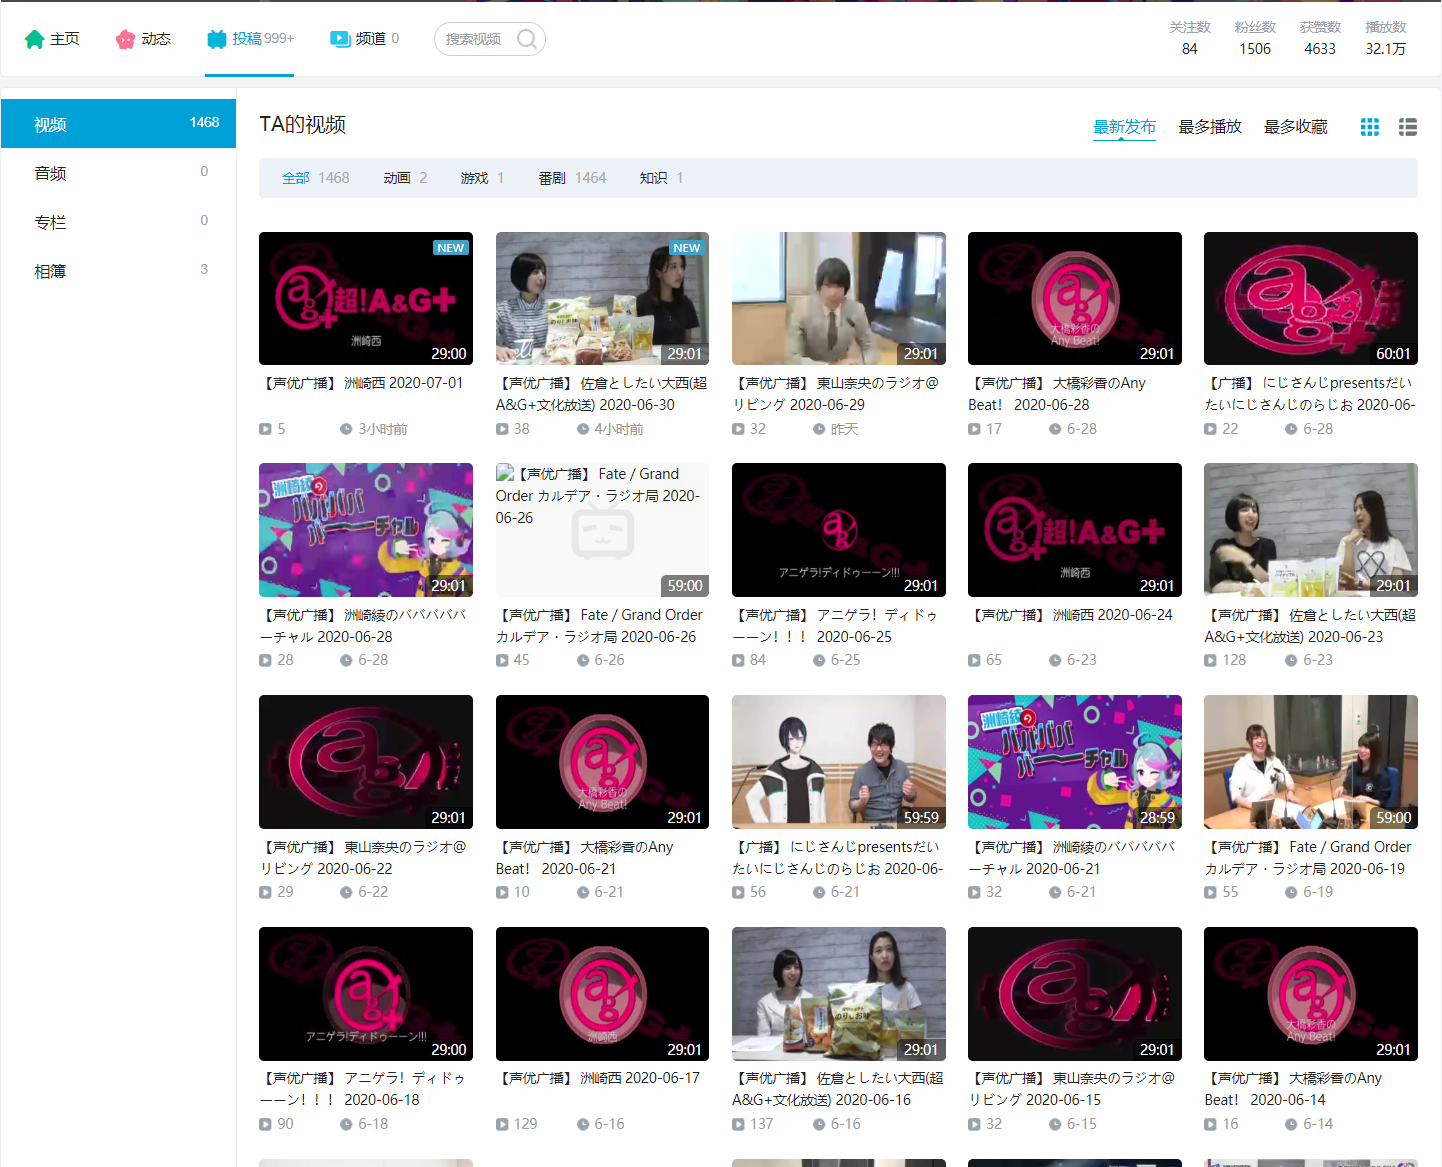 主页
动态
投稿 999+
频道 0
搜索视频
关注数
84
粉丝数
1506
获赞数
4633
播放数
32.1万
视频 1468
音频 0
专栏 0
相簿 3
TA的视频
最新发布
最多播放
最多收藏
全部 1468
动画 2
游戏 1
番剧 1464
知识 1
NEW
超!A&G+
洲崎西
29:00
【声优广播】 洲崎西 2020-07-01
5
3小时前
NEW
29:01
【声优广播】 佐倉としたい大西(超
A&G+文化放送) 2020-06-30
38
4小时前
29:01
【声优广播】 東山奈央のラジオ@
リビング 2020-06-29
32
昨天
大橋彩香の
Any Beat!
29:01
【声优广播】 大橋彩香のAny
Beat! 2020-06-28
17
6-28
60:01
【广播】 にじさんじpresentsだい
たいにじさんじのらじお 2020-06-
22
6-28
洲崎綾の
バババババ
バーチャル
29:01
【声优广播】 洲崎綾のバババババ
ーチャル 2020-06-28
28
6-28
【声优广播】 Fate / Grand
Order カルデア・ラジオ局 2020-
06-26
59:00
【声优广播】 Fate / Grand Order
カルデア・ラジオ局 2020-06-26
45
6-26
アニゲラ!ディドゥーーン!!!
29:01
【声优广播】 アニゲラ！ディドゥ
ーーン！！！ 2020-06-25
84
6-25
超!A&G+
洲崎西
29:01
【声优广播】 洲崎西 2020-06-24
65
6-23
29:01
【声优广播】 佐倉としたい大西(超
A&G+文化放送) 2020-06-23
128
6-23
29:01
【声优广播】 東山奈央のラジオ@
リビング 2020-06-22
29
6-22
大橋彩香の
Any Beat!
29:01
【声优广播】 大橋彩香のAny
Beat! 2020-06-21
10
6-21
59:59
【广播】 にじさんじpresentsだい
たいにじさんじのらじお 2020-06-
56
6-21
洲崎綾の
バババババ
バーチャル
28:59
【声优广播】 洲崎綾のバババババ
ーチャル 2020-06-21
32
6-21
59:00
【声优广播】 Fate / Grand Order
カルデア・ラジオ局 2020-06-19
55
6-19
アニゲラ!ディドゥーーン!!!
29:00
【声优广播】 アニゲラ！ディドゥ
ーーン！！！ 2020-06-18
90
6-18
洲崎西
29:01
【声优广播】 洲崎西 2020-06-17
129
6-16
のりしお味
29:01
【声优广播】 佐倉としたい大西(超
A&G+文化放送) 2020-06-16
137
6-16
29:01
【声优广播】 東山奈央のラジオ@
リビング 2020-06-15
32
6-15
大橋彩香の
Any Beat!
29:01
【声优广播】 大橋彩香のAny
Beat! 2020-06-14
16
6-14